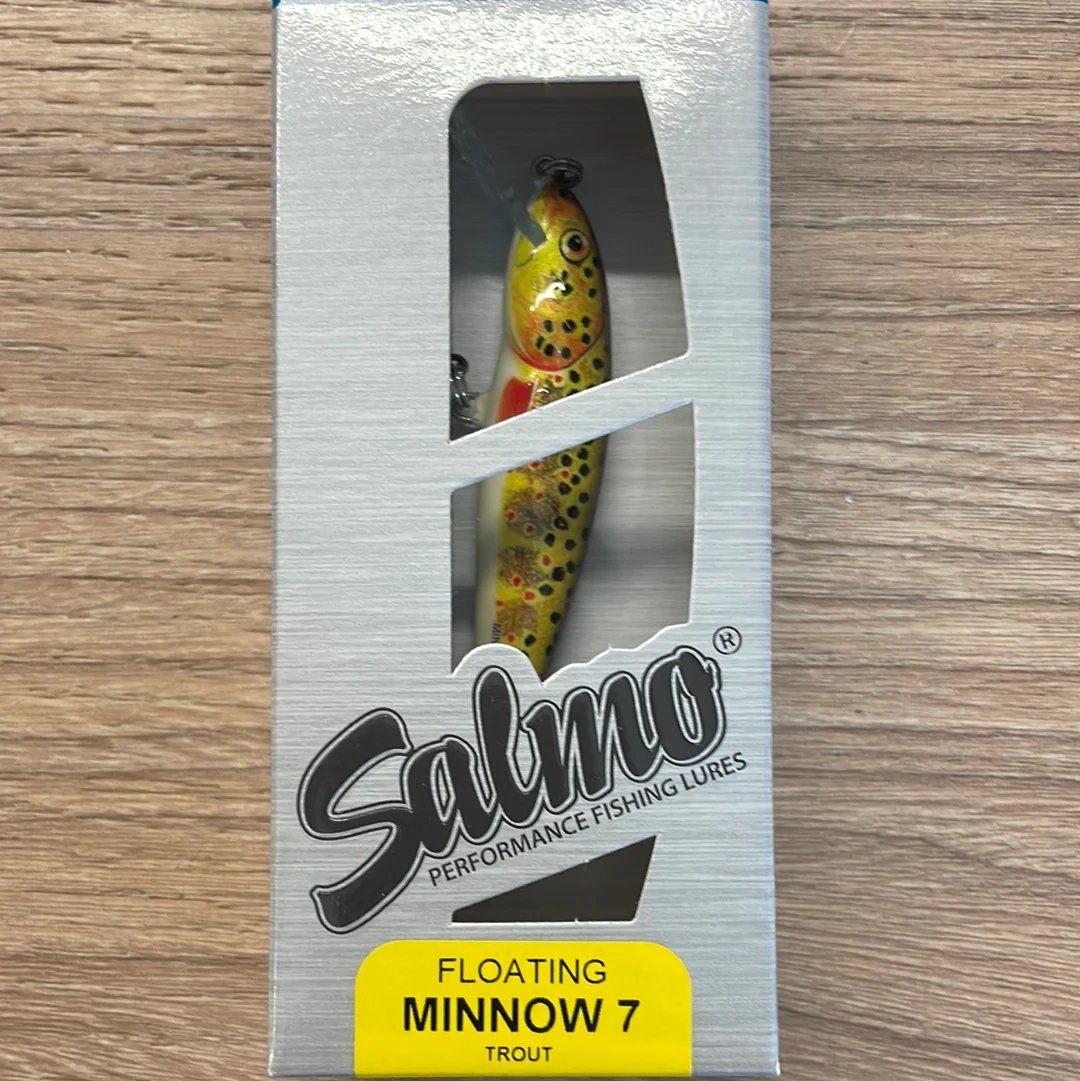 Salmo®
PERFORMANCE FISHING LURES
FLOATING
MINNOW 7
TROUT